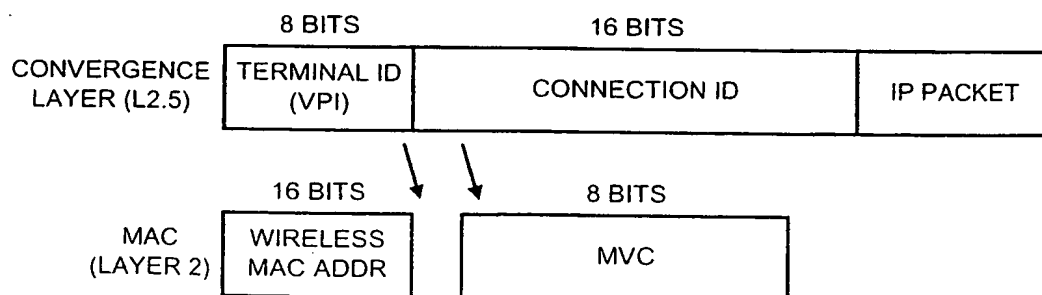 8 BITS
16 BITS
CONVERGENCE
LAYER (L2.5)
TERMINAL ID
(VPI)
CONNECTION ID
IP PACKET
16 BITS
8 BITS
MAC
(LAYER 2)
WIRELESS
MAC ADDR
MVC